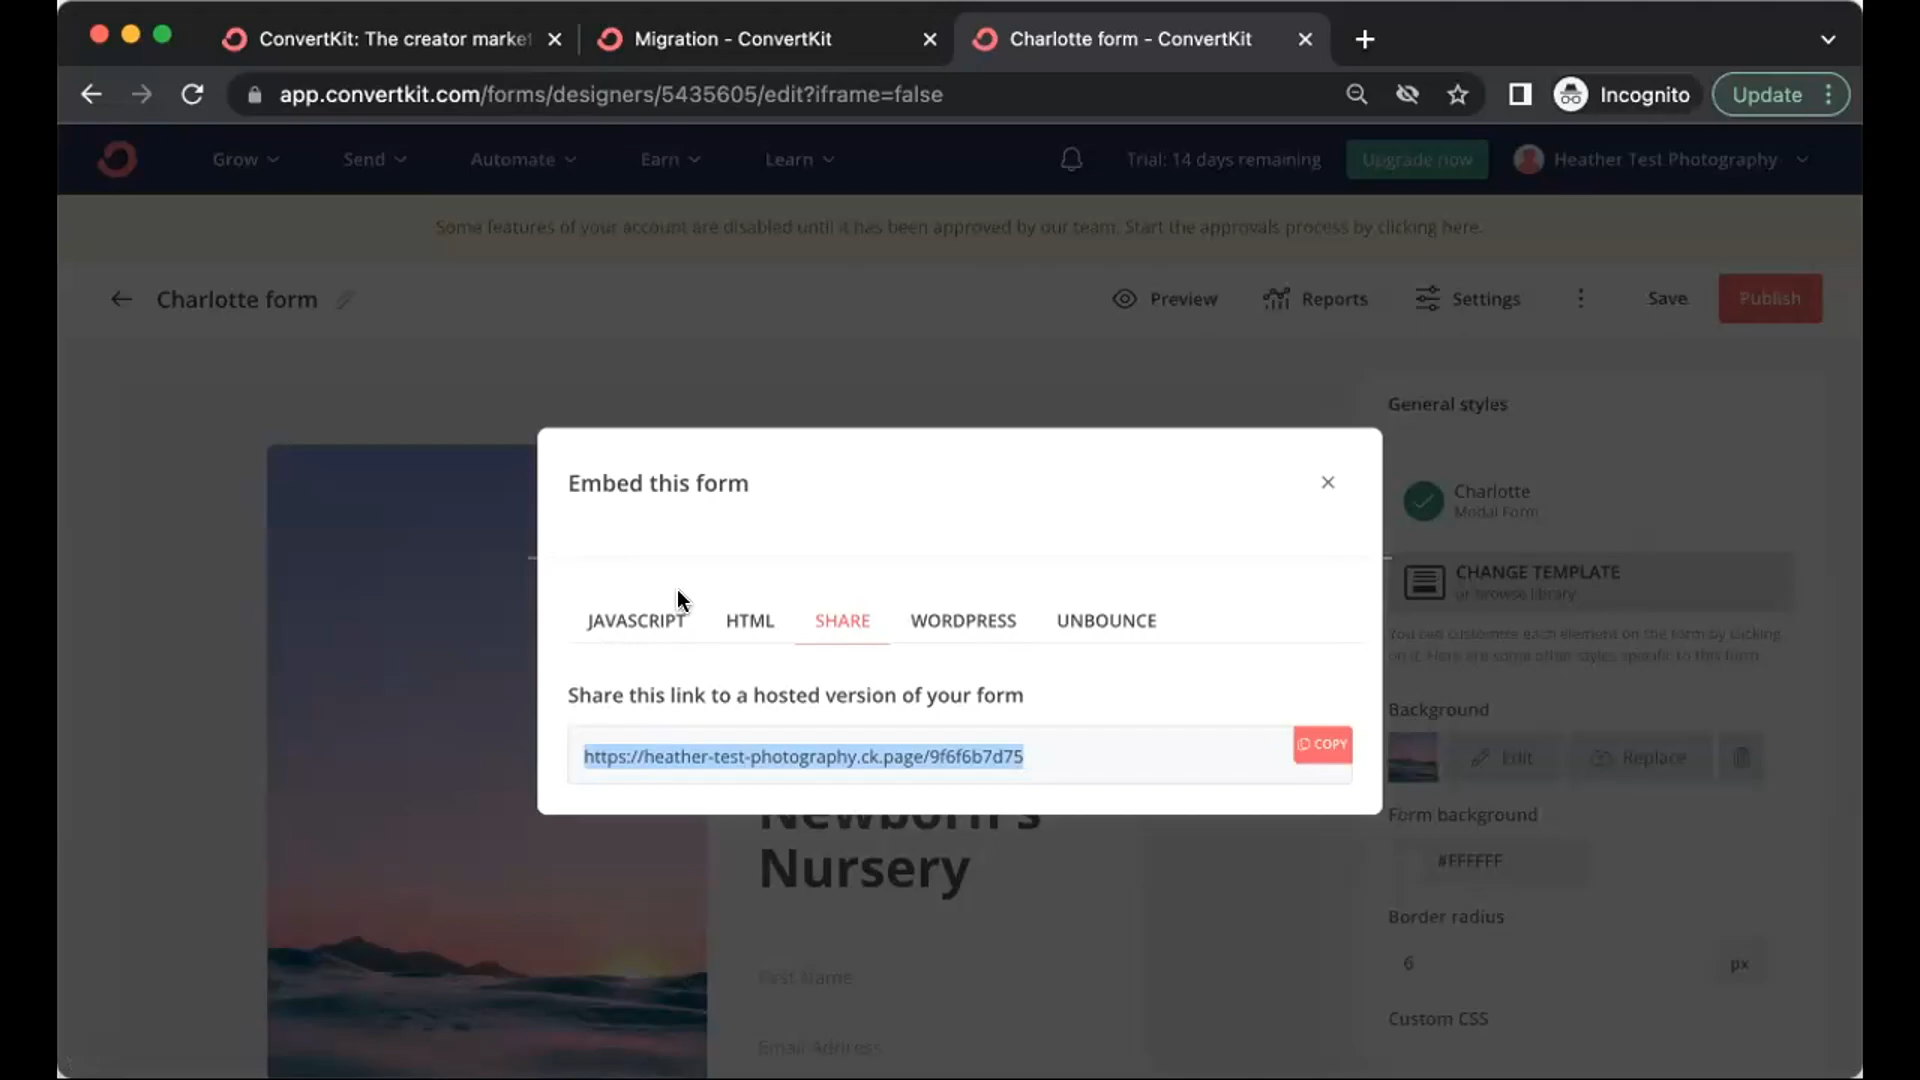 ConvertKit: The creator marke
Migration - ConvertKit
Charlotte form - ConvertKit
app.convertkit.com/forms/designers/5435605/edit?iframe=false
Incognito
Update
Grow
Send
Automate
Earn
Learn
Trial: 14 days remaining
Upgrade now
Heather Test Photography
Some features of your account are disabled until it has been approved by our team. Start the approvals process by clicking here.
Charlotte form
Preview
Reports
Settings
Save
Publish
General styles
Embed this form
Charlotte
Modal Form
CHANGE TEMPLATE
or browse library
JAVASCRIPT
HTML
SHARE
WORDPRESS
UNBOUNCE
You can customize each element on the form by clicking
on it. Here are some other styles specific to this form.
Share this link to a hosted version of your form
Background
https://heather-test-photography.ck.page/9f6f6b7d75
COPY
Edit
Replace
Newborn's
Nursery
Form background
#FFFFFF
Border radius
6
px
First Name
Custom CSS
Email Address